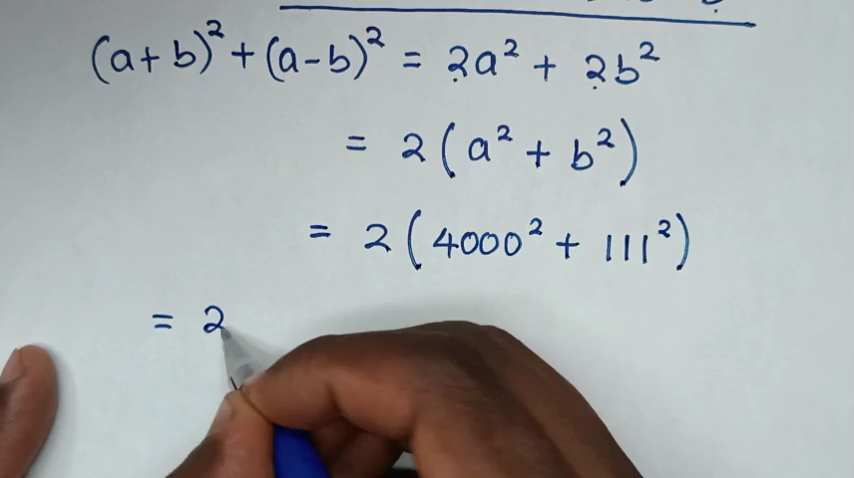 (a+b)² + (a-b)² = 2a² + 2b²
= 2(a² + b²)
= 2(4000² + 111²)
= 2